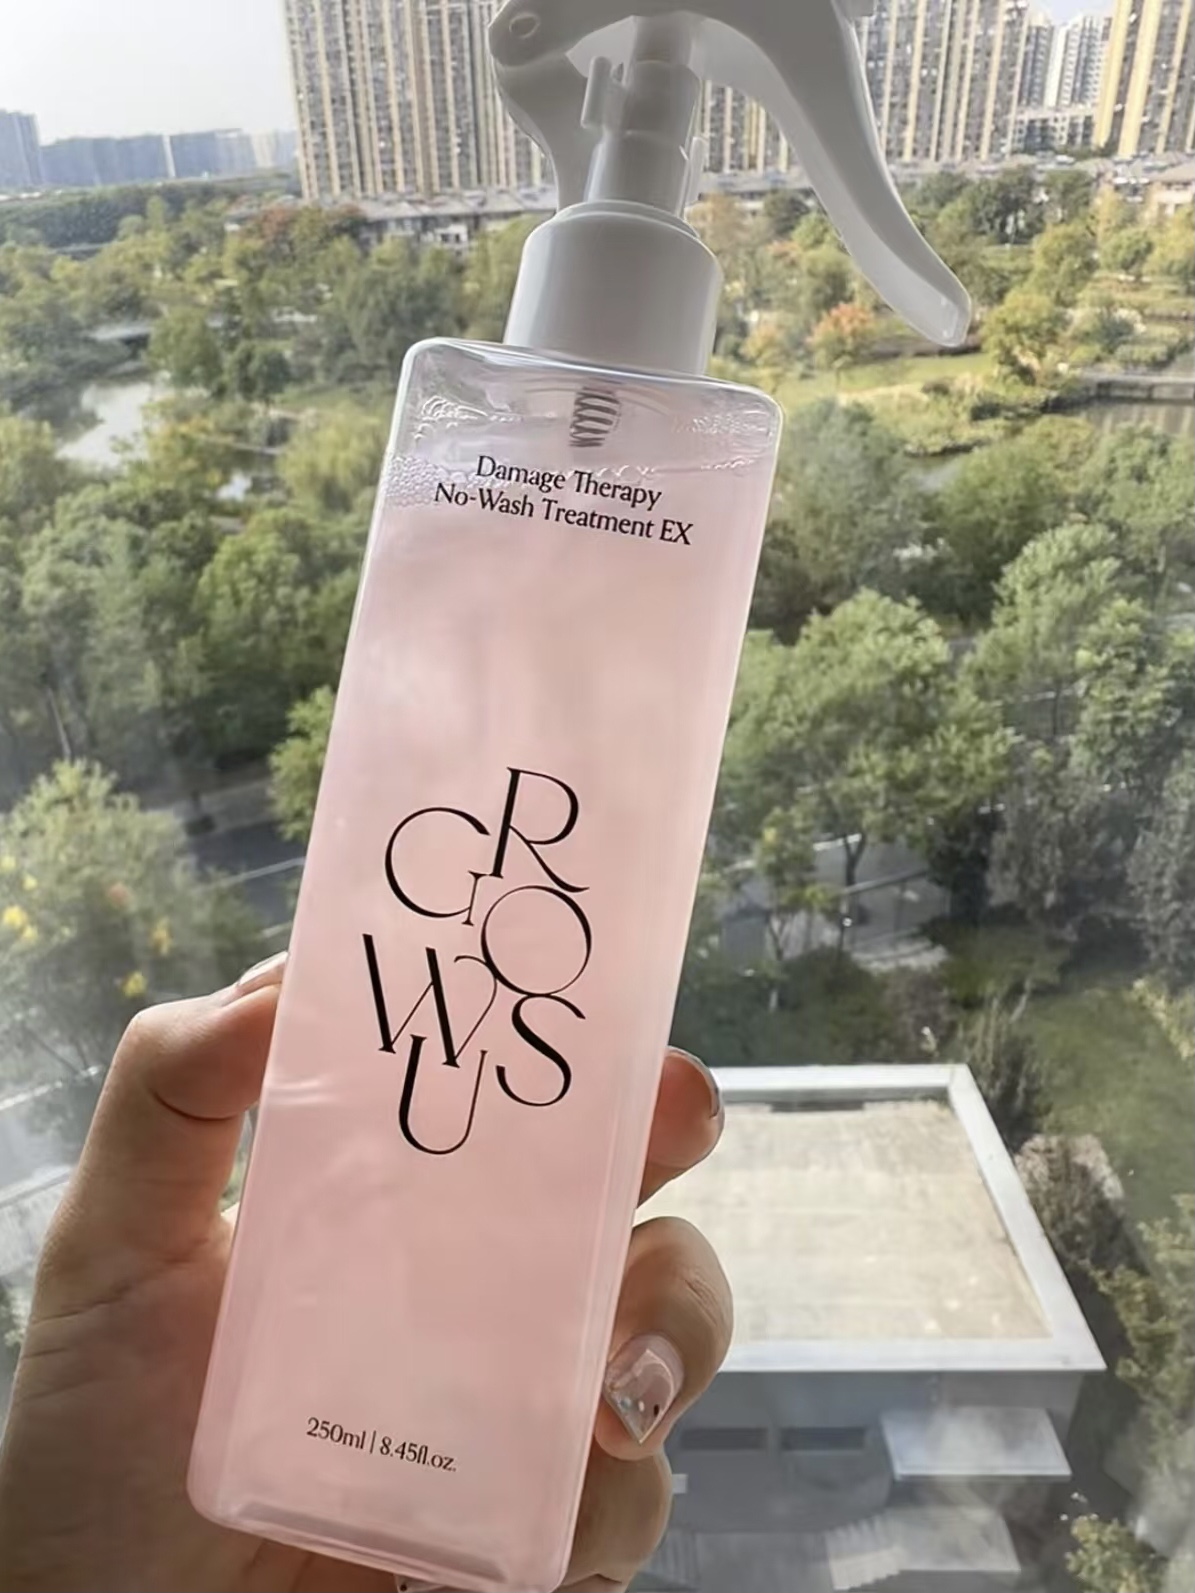 Damage Therapy
No-Wash Treatment EX
GROWUS
250ml | 8.45fl.oz.